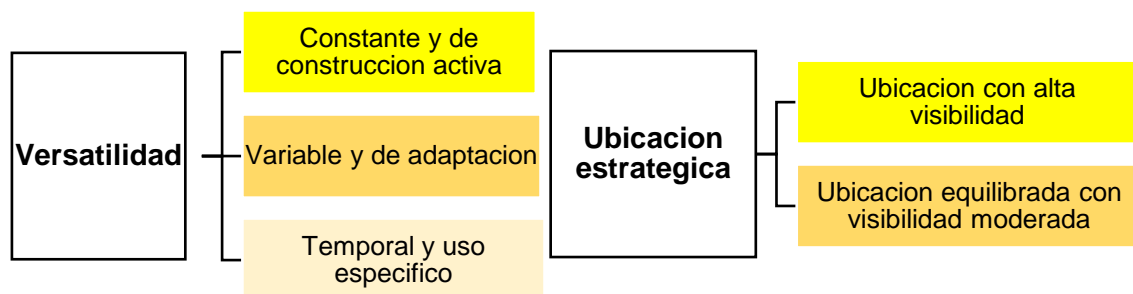 Versatilidad
Constante y de
construccion activa
Variable y de adaptacion
Temporal y uso
especifico
Ubicacion
estrategica
Ubicacion con alta
visibilidad
Ubicacion equilibrada con
visibilidad moderada